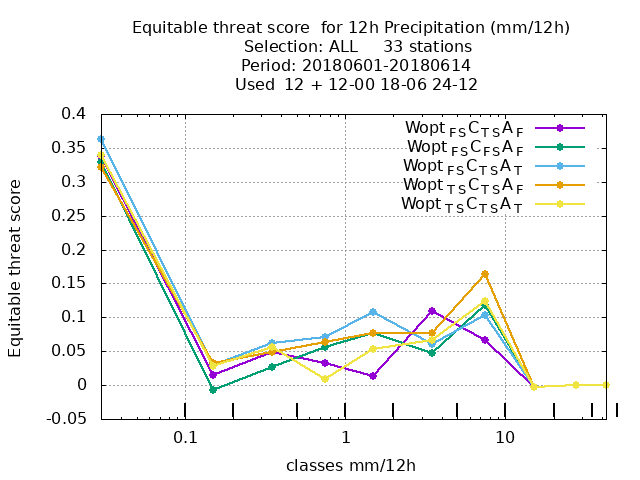 Equitable threat score  for 12h Precipitation (mm/12h)
Selection: ALL     33 stations
Period: 20180601-20180614
Used  12 + 12-00 18-06 24-12
Equitable threat score
0.4
0.35
0.3
0.25
0.2
0.15
0.1
0.05
0
-0.05
Wopt FS C TS A F
Wopt FS C FS A F
Wopt FS C TS A T
Wopt TS C TS A F
Wopt TS C TS A T
0.1 1 10
classes mm/12h